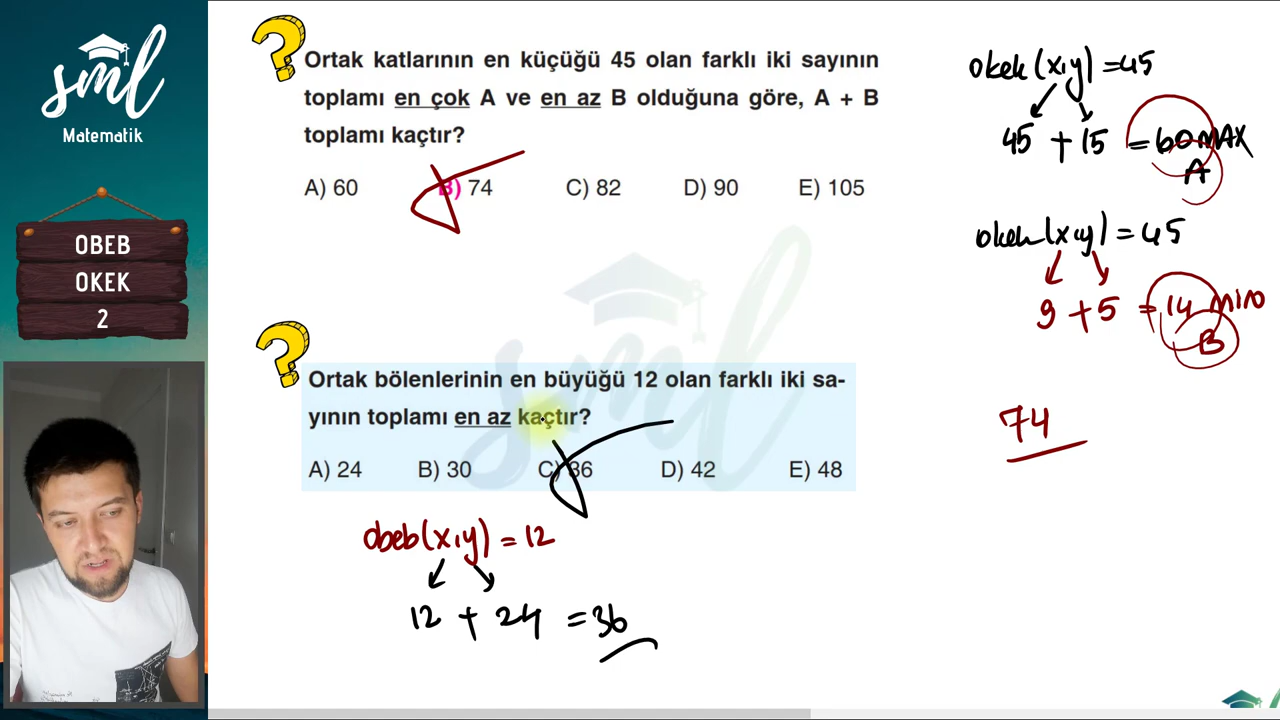 sml
Matematik
OBEB
OKEK
2
Ortak katlarının en küçüğü 45 olan farklı iki sayının
toplamı en çok A ve en az B olduğuna göre, A + B
toplamı kaçtır?
A) 60 B) 74 C) 82 D) 90 E) 105
okek(x,y)=45
45 + 15 = 60 MAX
A
okek(x,y)=45
9 + 5 = 14 min
B
74
Ortak bölenlerinin en büyüğü 12 olan farklı iki sa-
yının toplamı en az kaçtır?
A) 24 B) 30 C) 36 D) 42 E) 48
obeb(x,y)=12
12 + 24 = 36
sml